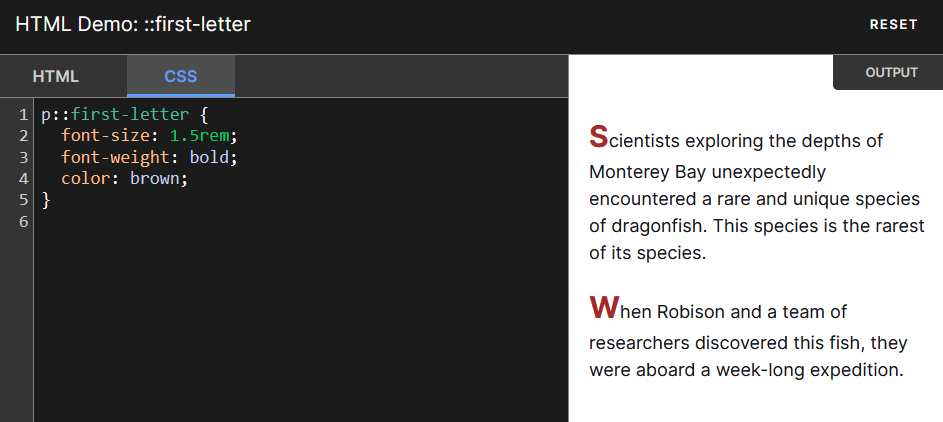 HTML Demo: ::first-letter
RESET
HTML
CSS
OUTPUT
1 p::first-letter {
2   font-size: 1.5rem;
3   font-weight: bold;
4   color: brown;
5 }
6
Scientists exploring the depths of
Monterey Bay unexpectedly
encountered a rare and unique species
of dragonfish. This species is the rarest
of its species.
When Robison and a team of
researchers discovered this fish, they
were aboard a week-long expedition.